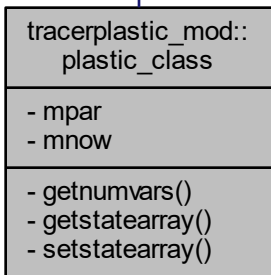 tracerplastic_mod::
plastic_class
- mpar
- mnow
- getnumvars()
- getstatearray()
- setstatearray()